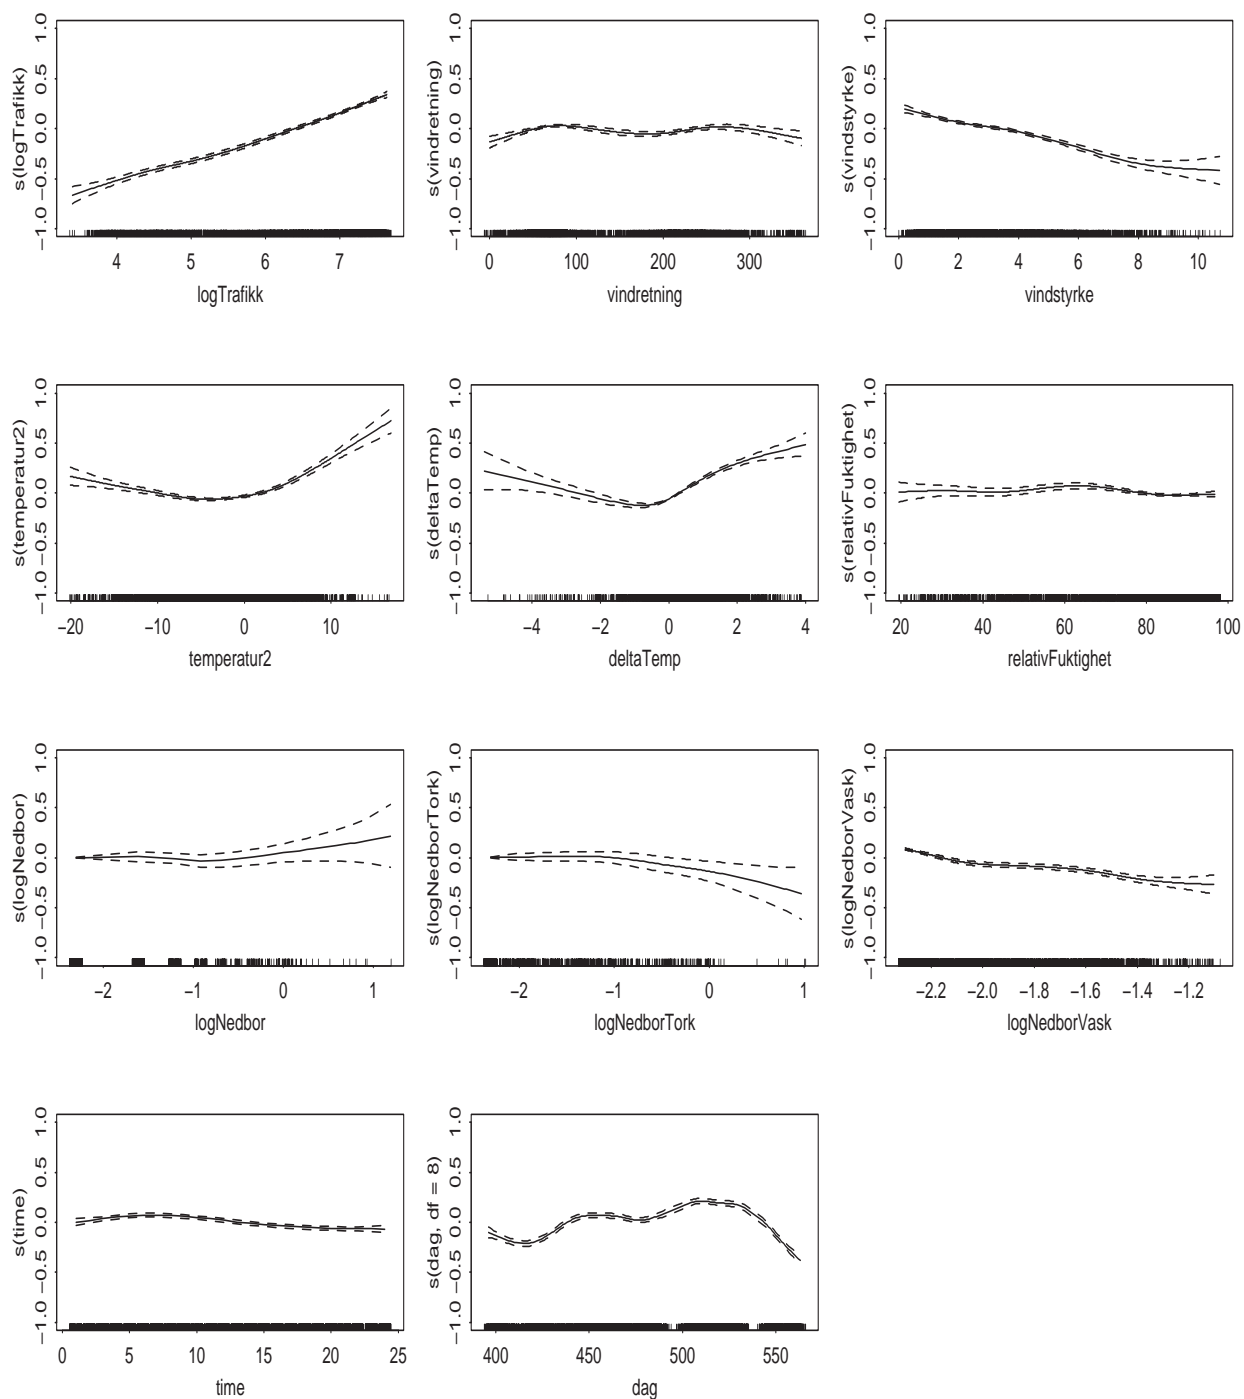 s(logTrafikk)
−1.0 −0.5 0.0 0.5 1.0
4 5 6 7
logTrafikk
s(vindretning)
−1.0 −0.5 0.0 0.5 1.0
0 100 200 300
vindretning
s(vindstyrke)
−1.0 −0.5 0.0 0.5 1.0
0 2 4 6 8 10
vindstyrke
s(temperatur2)
−1.0 −0.5 0.0 0.5 1.0
−20 −10 0 10
temperatur2
s(deltaTemp)
−1.0 −0.5 0.0 0.5 1.0
−4 −2 0 2 4
deltaTemp
s(relativFuktighet)
−1.0 −0.5 0.0 0.5 1.0
20 40 60 80 100
relativFuktighet
s(logNedbor)
−1.0 −0.5 0.0 0.5 1.0
−2 −1 0 1
logNedbor
s(logNedborTork)
−1.0 −0.5 0.0 0.5 1.0
−2 −1 0 1
logNedborTork
s(logNedborVask)
−1.0 −0.5 0.0 0.5 1.0
−2.2 −2.0 −1.8 −1.6 −1.4 −1.2
logNedborVask
s(time)
−1.0 −0.5 0.0 0.5 1.0
0 5 10 15 20 25
time
s(dag, df = 8)
−1.0 −0.5 0.0 0.5 1.0
400 450 500 550
dag